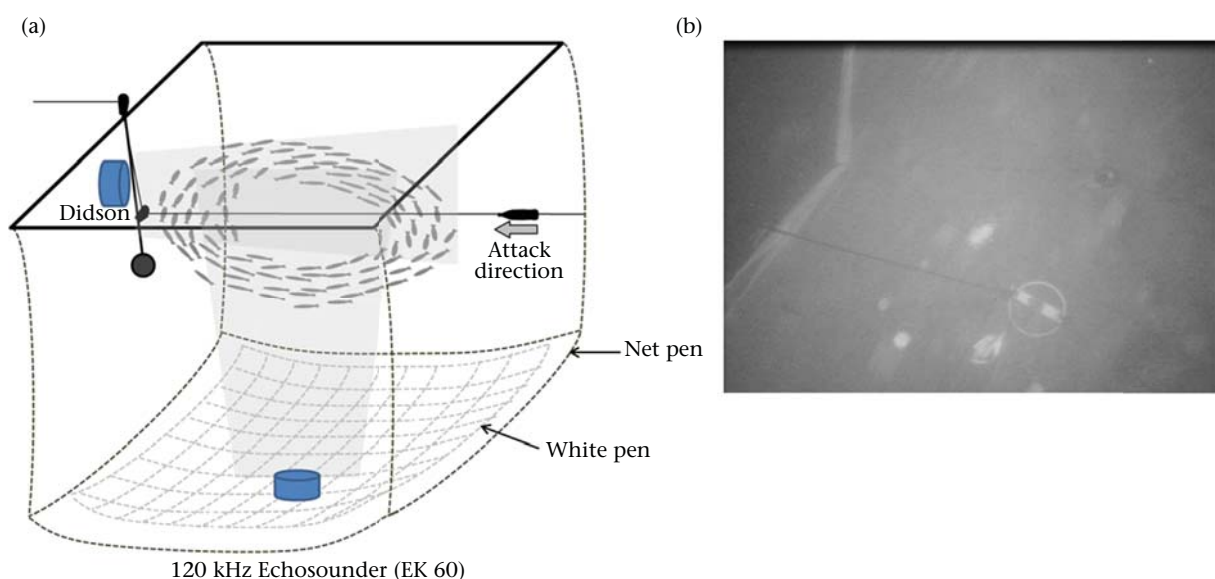 (a)
(b)
Didson
Attack
direction
Net pen
White pen
120 kHz Echosounder (EK 60)